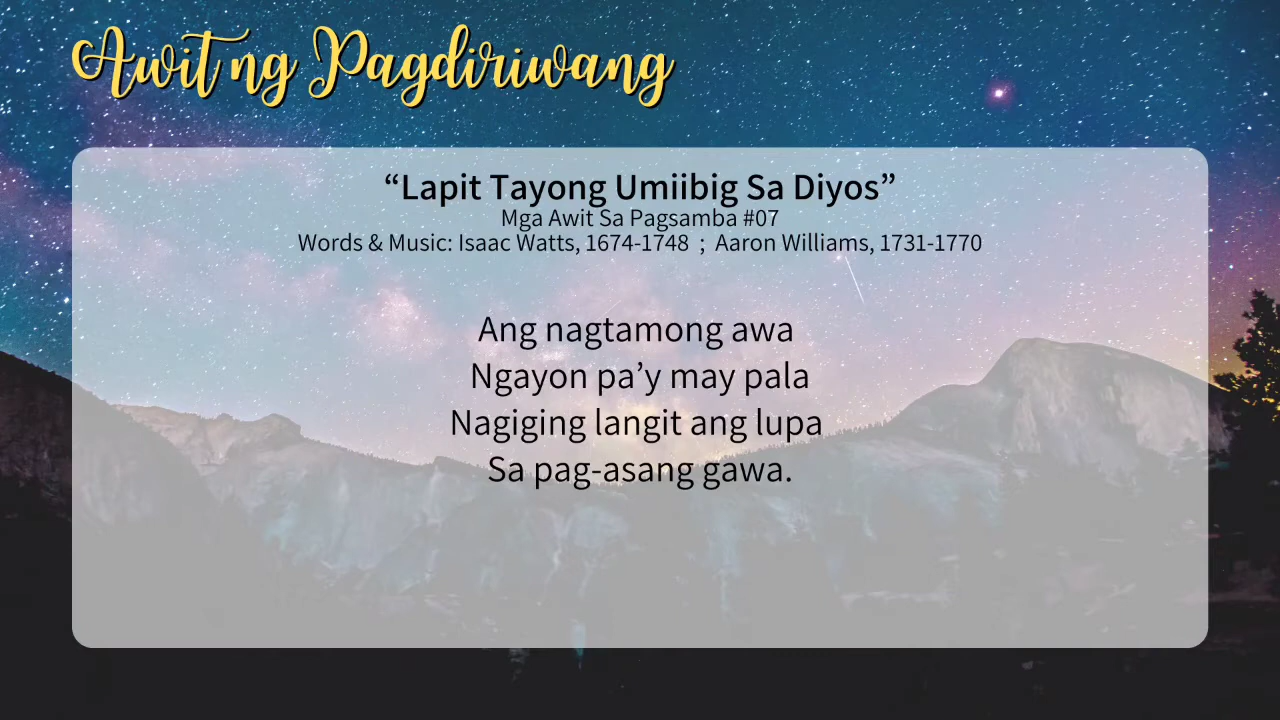 Awit ng Pagdiriwang
“Lapit Tayong Umiibig Sa Diyos”
Mga Awit Sa Pagsamba #07
Words & Music: Isaac Watts, 1674-1748 ; Aaron Williams, 1731-1770
Ang nagtamong awa
Ngayon pa’y may pala
Nagiging langit ang lupa
Sa pag-asang gawa.